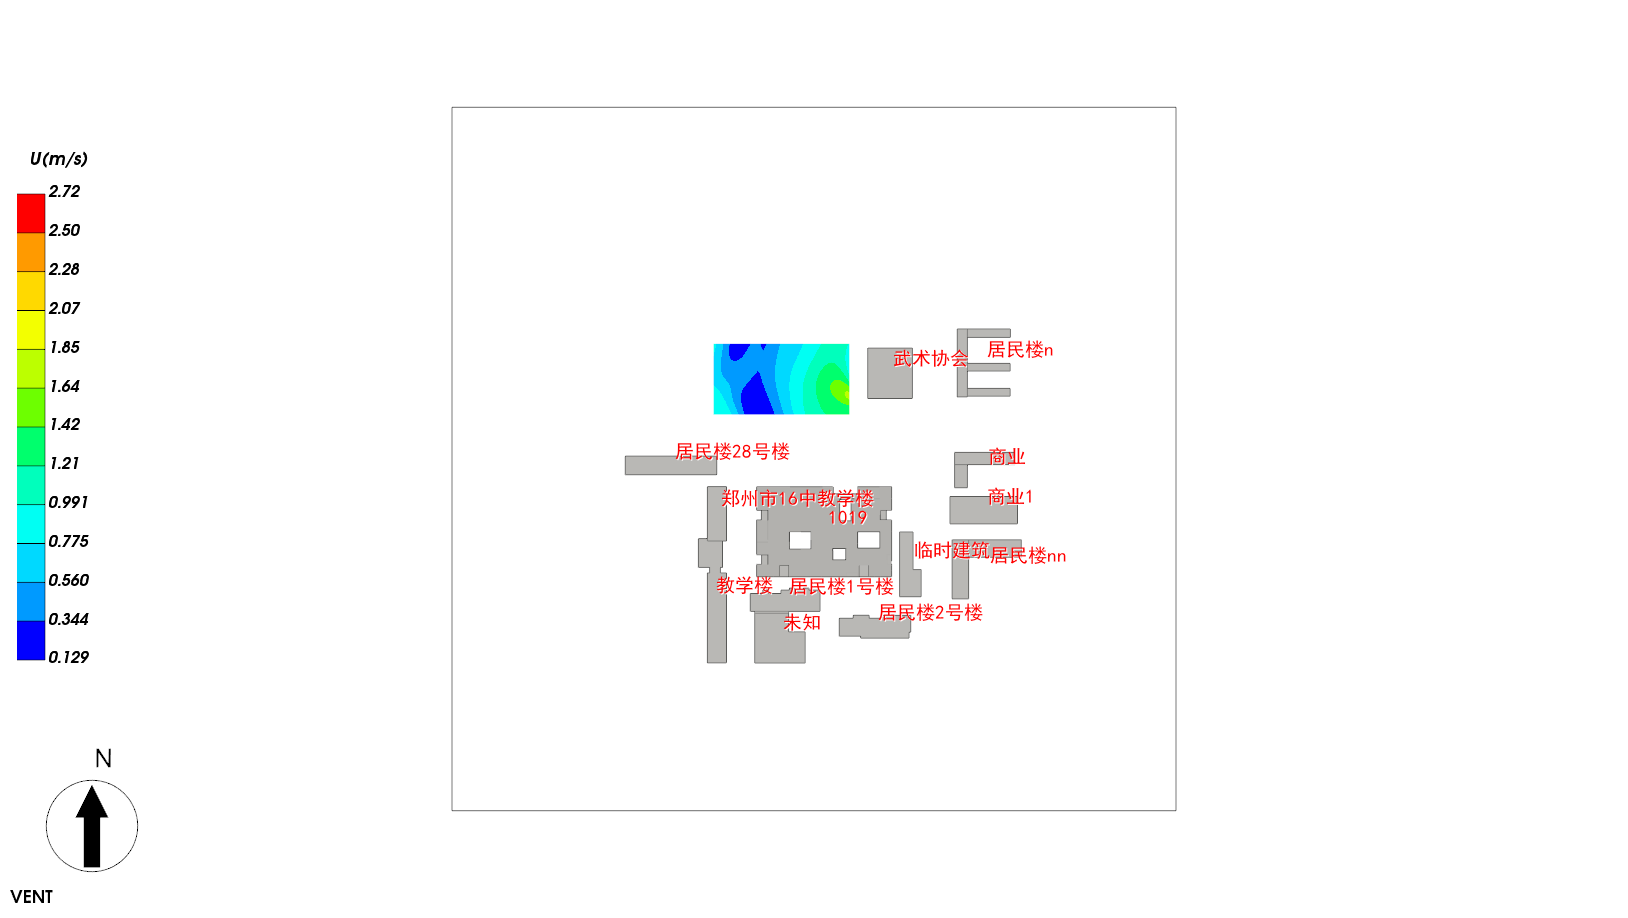 U(m/s)
2.72
2.50
2.28
2.07
1.85
1.64
1.42
1.21
0.991
0.775
0.560
0.344
0.129
N
VENT
武术协会
居民楼n
居民楼28号楼
商业
郑州市16中教学楼
商业1
1019
临时建筑
居民楼nn
教学楼
居民楼1号楼
居民楼2号楼
未知